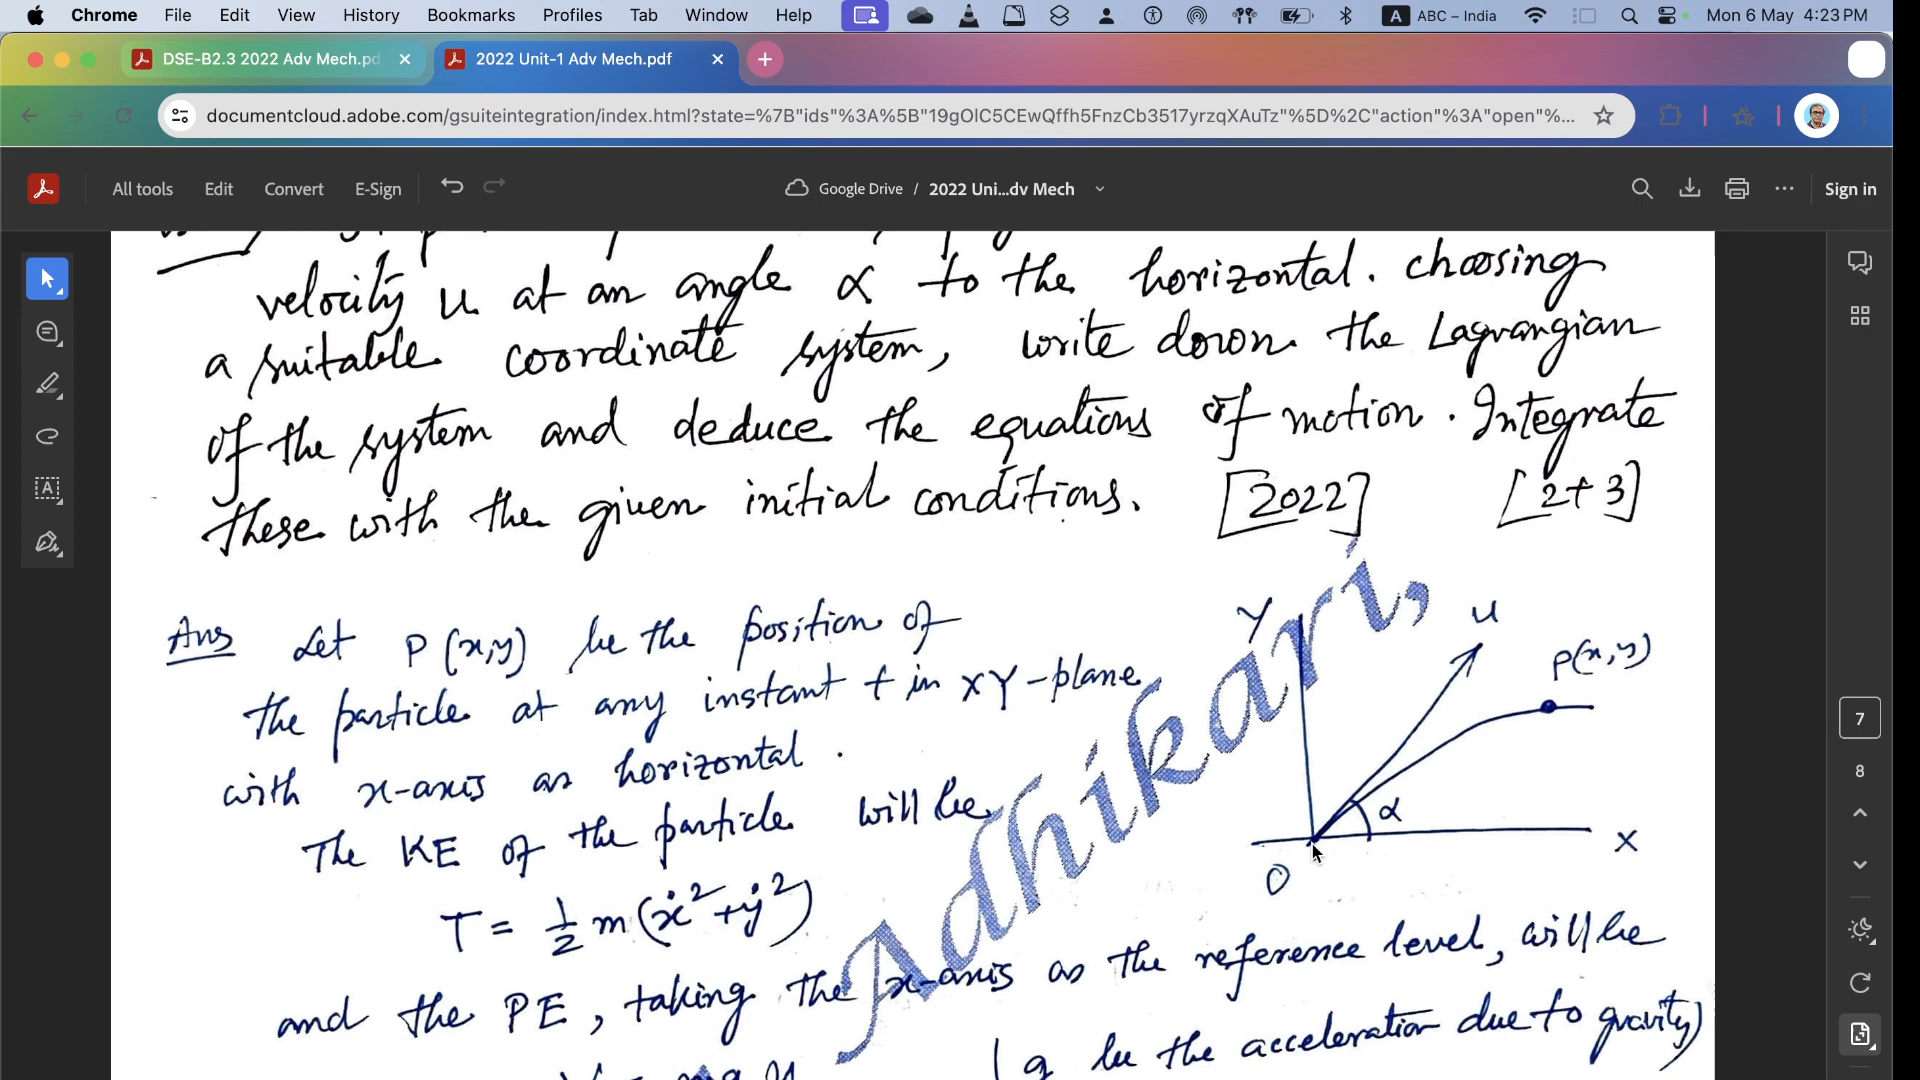 Chrome File Edit View History Bookmarks Profiles Tab Window Help A ABC – India Mon 6 May 4:23 PM
DSE-B2.3 2022 Adv Mech.pd 2022 Unit-1 Adv Mech.pdf
documentcloud.adobe.com/gsuiteintegration/index.html?state=%7B"ids"%3A%5B"19gOlC5CEwQffh5FnzCb3517yrzqXAuTz"%5D%2C"action"%3A"open"%...
All tools Edit Convert E-Sign Google Drive / 2022 Uni...dv Mech Sign in
velocity u at an angle α to the horizontal. choosing
a suitable coordinate system, write down the Lagrangian
of the system and deduce the equations of motion. Integrate
these with the given initial conditions. [2022] [2+3]
Ans Let P(x,y) be the position of
the particle at any instant t in XY-plane
with x-axis as horizontal.
The KE of the particle will be
T = 1/2 m(ẋ²+ẏ²)
and the PE, taking the x-axis as the reference level, will be
(g be the acceleration due to gravity)
Y
u
P(x,y)
α
X
O
Adhikari,
7
8